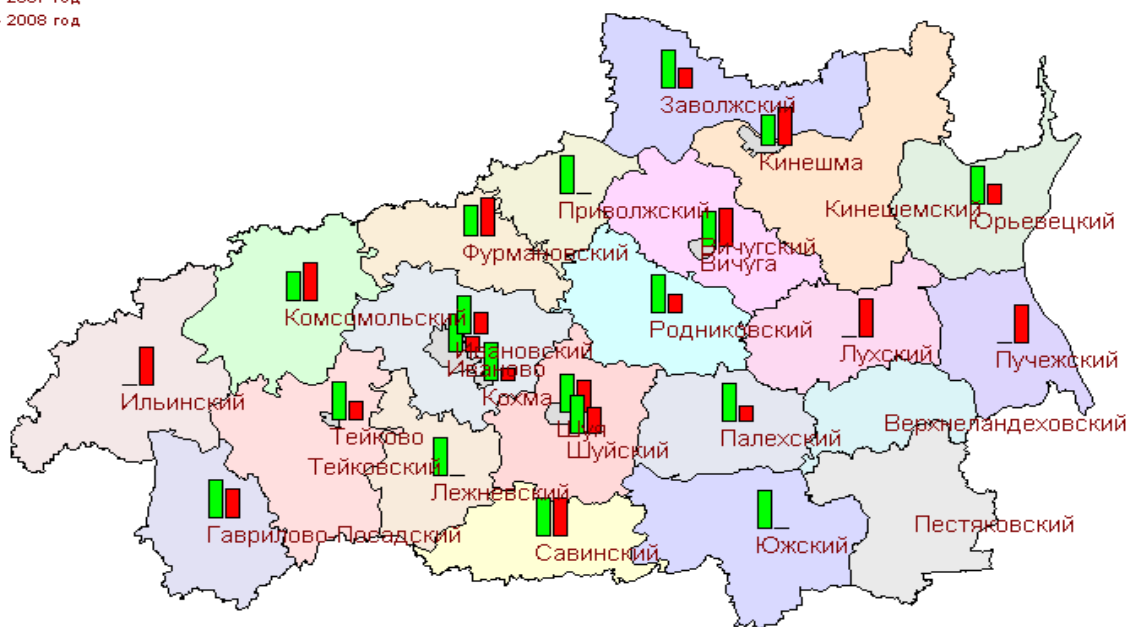 2008 год
Заволжский
Кинешма
Приволжский
Кинешемский
Юрьевецкий
Фурмановский
Вичугский
Вичуга
Комсомольский
Родниковский
Ивановский
Иваново
Лухский
Пучежский
Ильинский
Кохма
Тейково
Шуя
Шуйский
Палехский
Верхнеландеховский
Тейковский
Лежневский
Гаврилово-Посадский
Савинский
Южский
Пестяковский